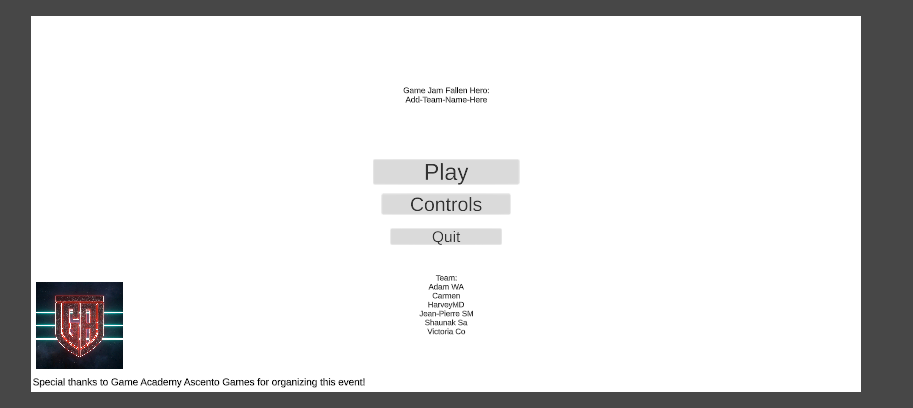 Game Jam Fallen Hero:
Add-Team-Name-Here
Play
Controls
Quit
Team:
Adam WA
Carmen
HarveyMD
Jean-Pierre SM
Shaunak Sa
Victoria Co
GA
Special thanks to Game Academy Ascento Games for organizing this event!